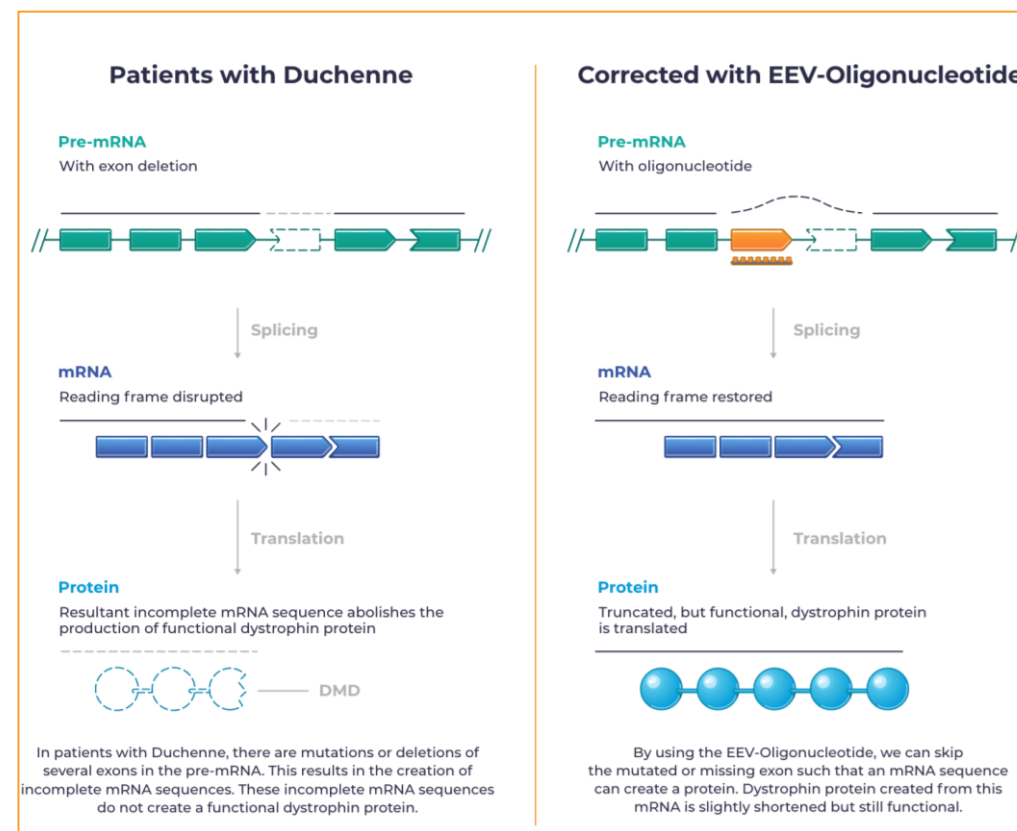 Patients with Duchenne
Pre-mRNA
With exon deletion
Splicing
mRNA
Reading frame disrupted
Translation
Protein
Resultant incomplete mRNA sequence abolishes the
production of functional dystrophin protein
DMD
In patients with Duchenne, there are mutations or deletions of
several exons in the pre-mRNA. This results in the creation of
incomplete mRNA sequences. These incomplete mRNA sequences
do not create a functional dystrophin protein.
Corrected with EEV-Oligonucleotide
Pre-mRNA
With oligonucleotide
Splicing
mRNA
Reading frame restored
Translation
Protein
Truncated, but functional, dystrophin protein
is translated
By using the EEV-Oligonucleotide, we can skip
the mutated or missing exon such that an mRNA sequence
can create a protein. Dystrophin protein created from this
mRNA is slightly shortened but still functional.